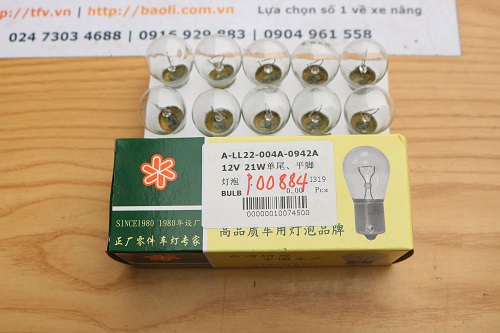 https://tfv.vn / https://baoli.com.vn
Lựa chọn số 1 về xe nâng
024 7303 4688 | 0916 929 883 | 0904 961 558
A-LL22-004A-0942A
12V 21W单尾、平脚
灯泡
1319
BULB
0.00 Pcs
00000010074500
SINCE1980 1980年设厂
正厂零件 车灯专家
高品质车用灯泡品牌